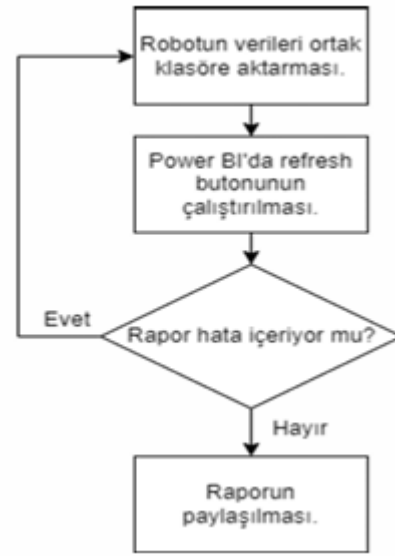 Robotun verileri ortak
klasöre aktarması.
Power BI'da refresh
butonunun
çalıştırılması.
Evet
Rapor hata içeriyor mu?
Hayır
Raporun
paylaşılması.